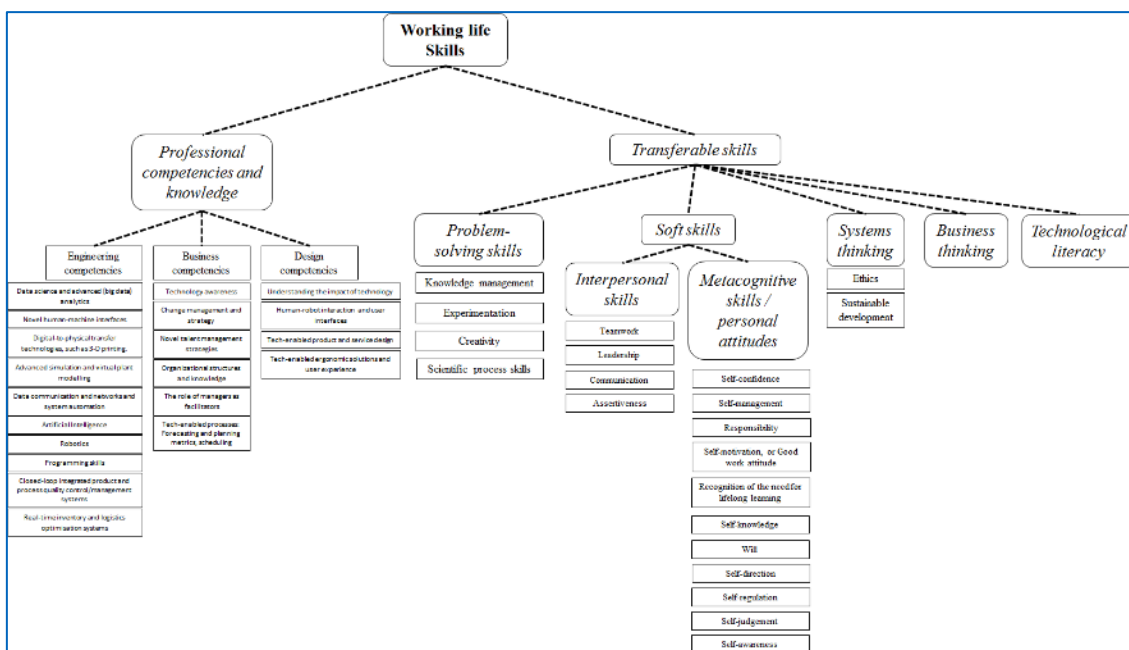 Working life
Skills
Professional
competencies and
knowledge
Transferable skills
Engineering
competencies
Data science and advanced (big data)
analytics
Novel human-machine interfaces
Digital-to-physical transfer
technologies, such as 3-D printing.
Advanced simulation and virtual plant
modelling
Data communication and networks and
system automation
Artificial Intelligence
Robotics
Programming skills
Closed-loop integrated product and
process quality control/management
systems
Real-time inventory and logistics
optimisation systems
Business
competencies
Technology awareness
Change management and
strategy
Novel talent management
strategies
Organizational structures
and knowledge
The role of managers as
facilitators
Tech-enabled processes:
Forecasting and planning
metrics, scheduling
Design
competencies
Understanding the impact of technology
Human-robot interaction and user
interfaces
Tech-enabled product and service design
Tech-enabled ergonomic solutions and
user experience
Problem-
solving skills
Knowledge management
Experimentation
Creativity
Scientific process skills
Soft skills
Interpersonal
skills
Teamwork
Leadership
Communication
Assertiveness
Metacognitive
skills /
personal
attitudes
Self-confidence
Self-management
Responsibility
Self-motivation, or Good
work attitude
Recognition of the need for
lifelong learning
Self-knowledge
Will
Self-direction
Self regulation
Self-judgement
Self-awareness
Systems
thinking
Ethics
Sustainable
development
Business
thinking
Technological
literacy